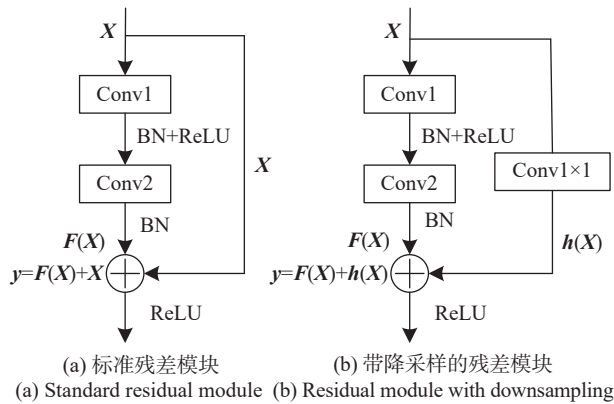 X
Conv1
BN+ReLU
X
Conv2
BN
F(X)
y=F(X)+X
ReLU
(a) 标准残差模块
(a) Standard residual module
X
Conv1
BN+ReLU
Conv1×1
Conv2
BN
F(X)
h(X)
y=F(X)+h(X)
ReLU
(b) 带降采样的残差模块
(b) Residual module with downsampling